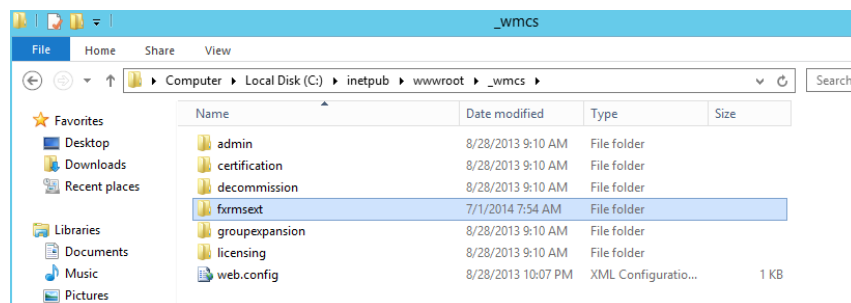 _wmcs
File Home Share View
Computer Local Disk (C:) inetpub wwwroot _wmcs Search
Favorites
Desktop
Downloads
Recent places
Libraries
Documents
Music
Pictures
Name Date modified Type Size
admin 8/28/2013 9:10 AM File folder
certification 8/28/2013 9:10 AM File folder
decommission 8/28/2013 9:10 AM File folder
fxrmsext 7/1/2014 7:54 AM File folder
groupexpansion 8/28/2013 9:10 AM File folder
licensing 8/28/2013 9:10 AM File folder
web.config 8/28/2013 10:07 PM XML Configuratio... 1 KB